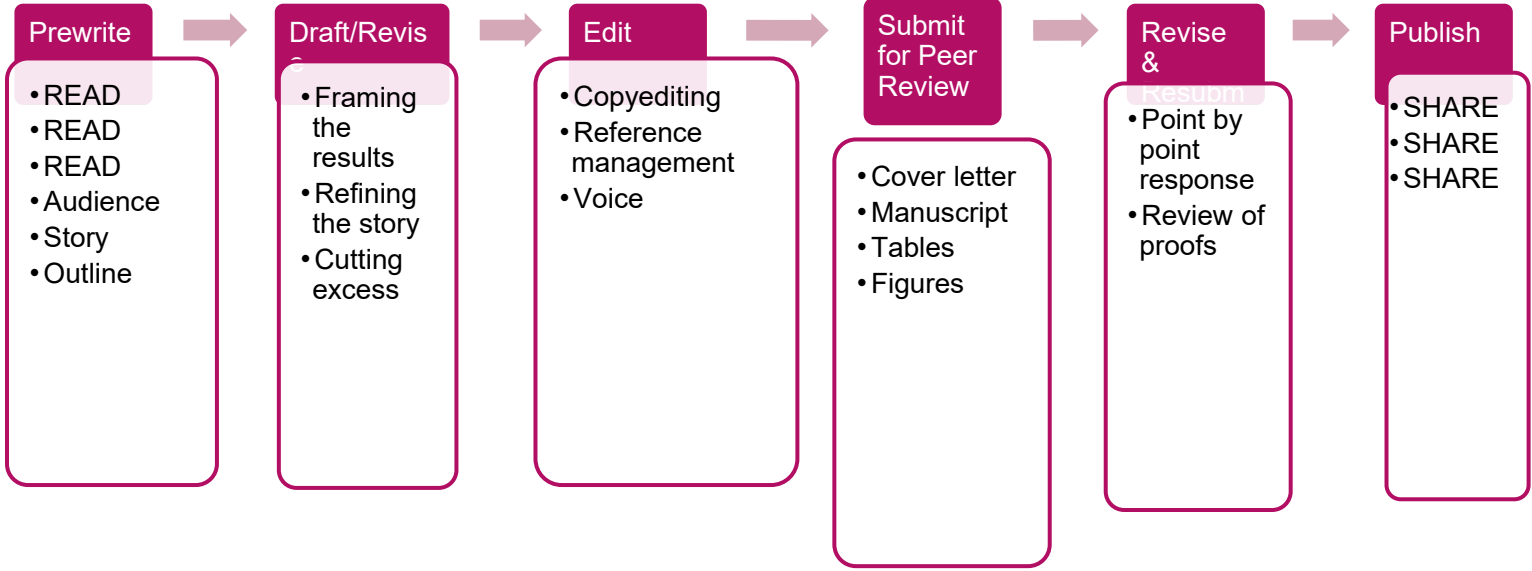 Prewrite
• READ
• READ
• READ
• Audience
• Story
• Outline
Draft/Revis
e
• Framing
the
results
• Refining
the story
• Cutting
excess
Edit
• Copyediting
• Reference
management
• Voice
Submit
for Peer
Review
• Cover letter
• Manuscript
• Tables
• Figures
Revise
&
Resubm
• Point by
point
response
• Review of
proofs
Publish
• SHARE
• SHARE
• SHARE